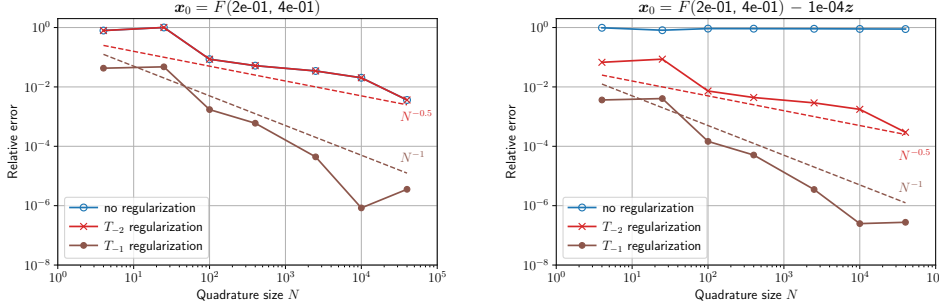 x₀ = F(2e-01, 4e-01)
Relative error
10⁰
10⁻²
10⁻⁴
10⁻⁶
10⁻⁸
N⁻⁰·⁵
N⁻¹
no regularization
T₋₂ regularization
T₋₁ regularization
10⁰ 10¹ 10² 10³ 10⁴ 10⁵
Quadrature size N
x₀ = F(2e-01, 4e-01) − 1e-04z
Relative error
10⁰
10⁻²
10⁻⁴
10⁻⁶
10⁻⁸
N⁻⁰·⁵
N⁻¹
no regularization
T₋₂ regularization
T₋₁ regularization
10⁰ 10¹ 10² 10³ 10⁴ 10⁵
Quadrature size N